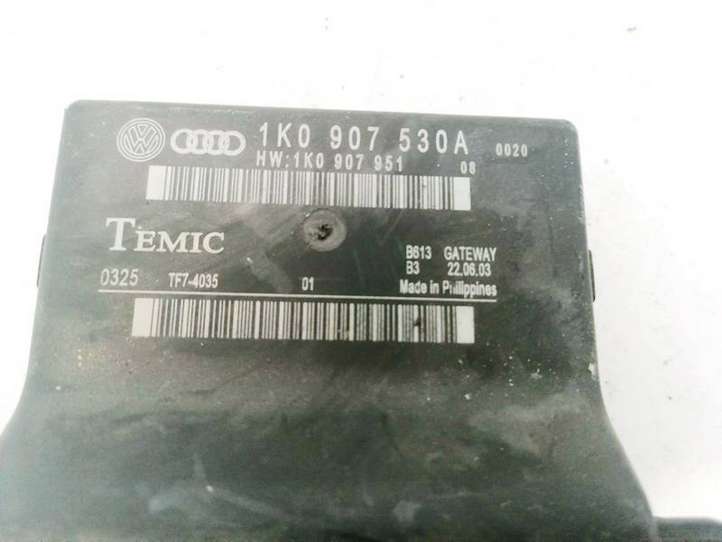 1K0 907 530A 0020
HW:1K0 907 951 08
TEMIC
B613 GATEWAY
B3 22.06.03
0325 TF7-4035 01 Made in Philippines